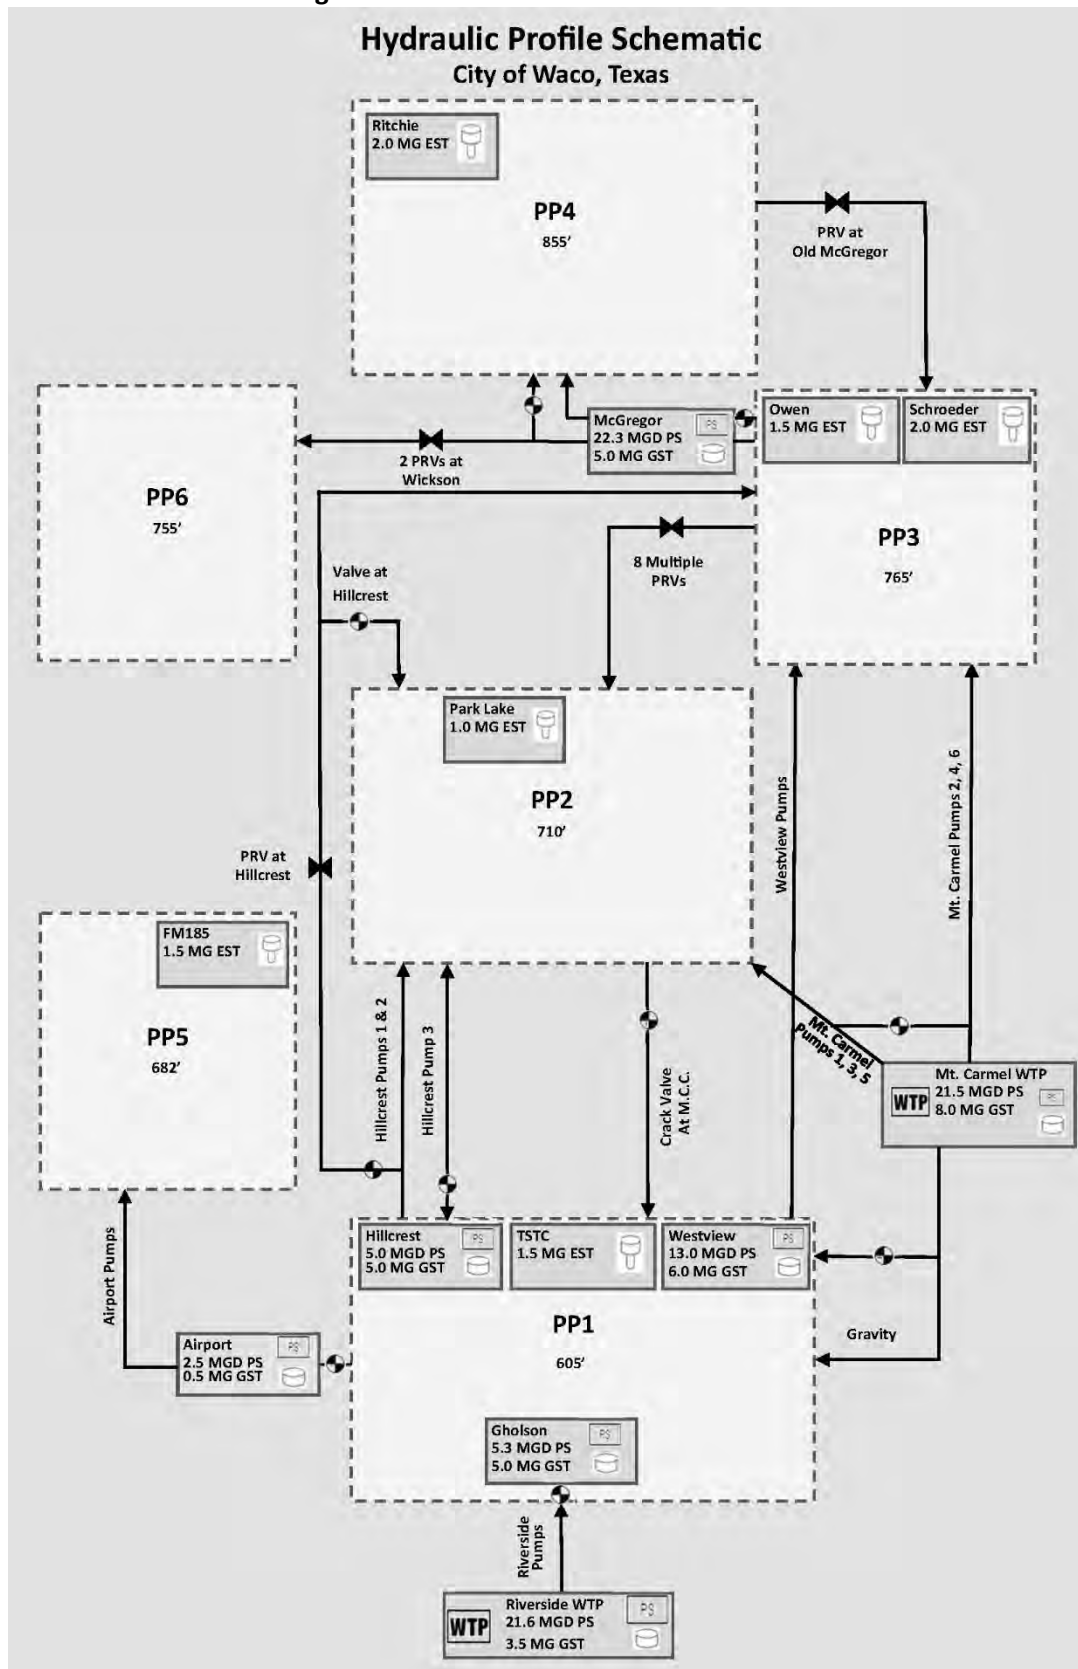 Hydraulic Profile Schematic
City of Waco, Texas
Ritchie
2.0 MG EST
PP4
855'
PRV at
Old McGregor
McGregor
22.3 MGD PS
5.0 MG GST
PS
Owen
1.5 MG EST
Schroeder
2.0 MG EST
2 PRVs at
Wickson
PP6
755'
PP3
765'
8 Multiple
PRVs
Valve at
Hillcrest
Park Lake
1.0 MG EST
PP2
710'
Westview Pumps
Mt. Carmel Pumps 2, 4, 6
PRV at
Hillcrest
FM185
1.5 MG EST
PP5
682'
Hillcrest Pumps 1 & 2
Hillcrest Pump 3
Crack Valve
At M.C.C.
Mt. Carmel
Pumps 1, 3, 5
WTP
Mt. Carmel WTP
21.5 MGD PS
8.0 MG GST
PS
Airport Pumps
Hillcrest
5.0 MGD PS
5.0 MG GST
PS
TSTC
1.5 MG EST
Westview
13.0 MGD PS
6.0 MG GST
PS
PP1
605'
Gravity
Airport
2.5 MGD PS
0.5 MG GST
PS
Gholson
5.3 MGD PS
5.0 MG GST
PS
Riverside
Pumps
WTP
Riverside WTP
21.6 MGD PS
3.5 MG GST
PS